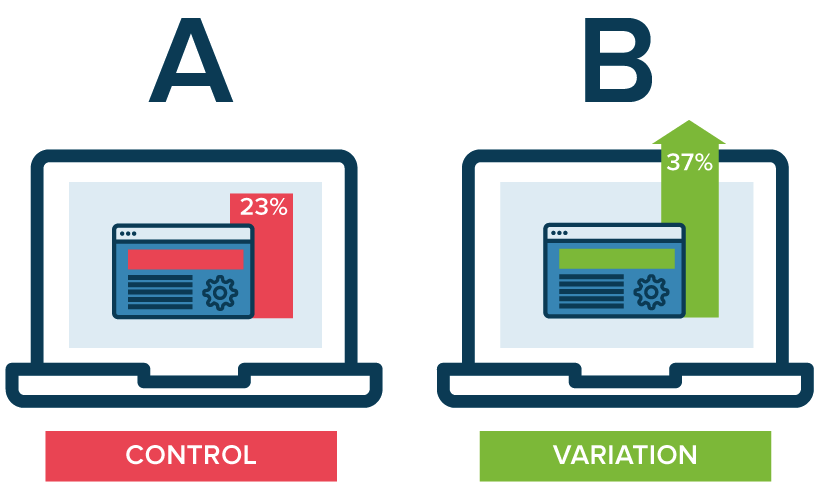 A
B
23%
37%
CONTROL
VARIATION